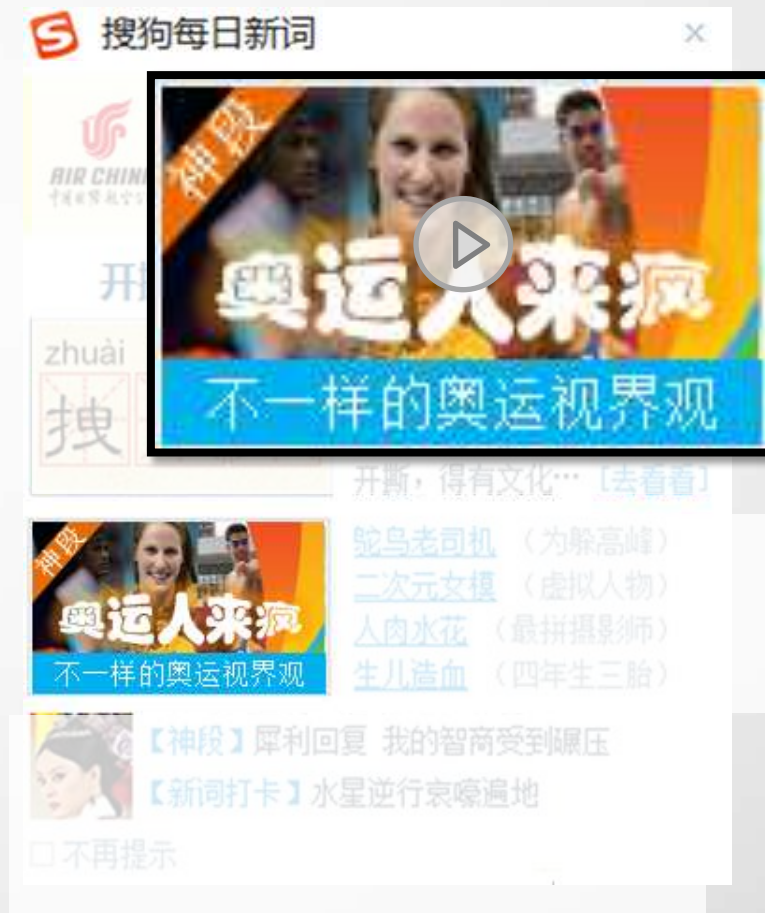 搜狗每日新词
×
AIR CHIN
神段
奥运人来疯
不一样的奥运视界观
开
zhuài
拽
开撕，得有文化… [去看看]
神段
奥运人来疯
不一样的奥运视界观
鸵鸟老司机 （为躲高峰）
二次元女模 （虚拟人物）
人肉水花 （最拼摄影师）
生儿造血 （四年生三胎）
【神段】犀利回复 我的智商受到碾压
【新词打卡】水星逆行哀嚎遍地
不再提示